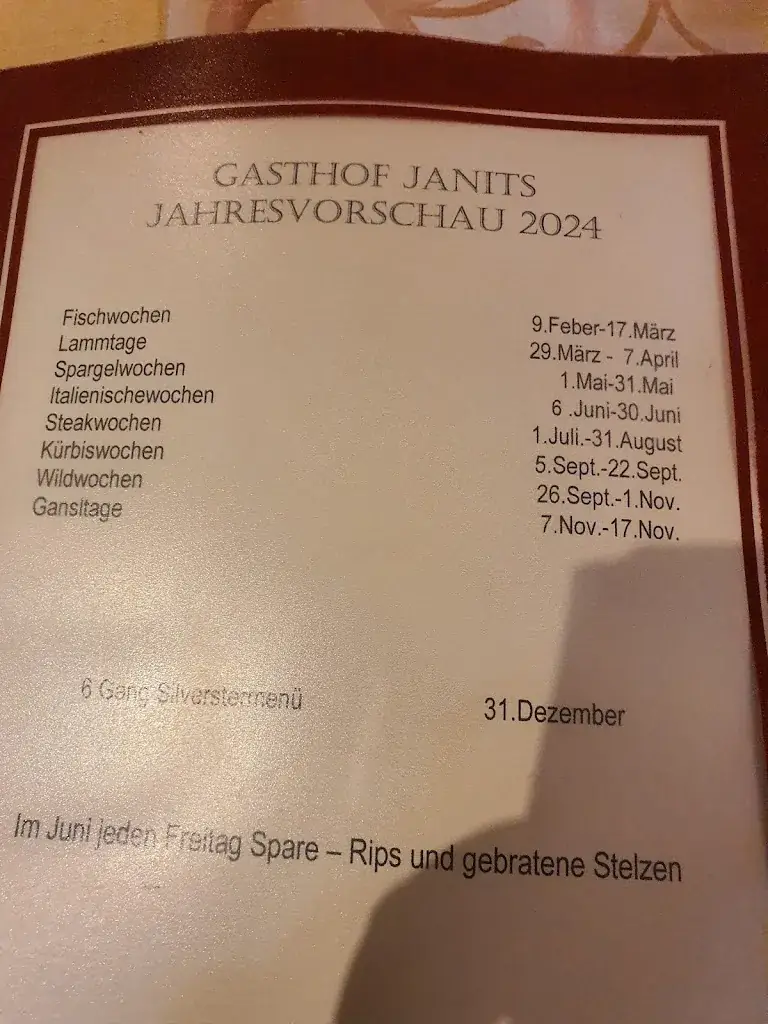 GASTHOF JANITS
JAHRESVORSCHAU 2024
Fischwochen 9.Feber-17.März
Lammtage 29.März - 7.April
Spargelwochen 1.Mai-31.Mai
Italienischewochen 6 .Juni-30.Juni
Steakwochen 1.Juli.-31.August
Kürbiswochen 5.Sept.-22.Sept.
Wildwochen 26.Sept.-1.Nov.
Gansltage 7.Nov.-17.Nov.
6 Gang Silverstermenü 31.Dezember
Im Juni jeden Freitag Spare – Rips und gebratene Stelzen